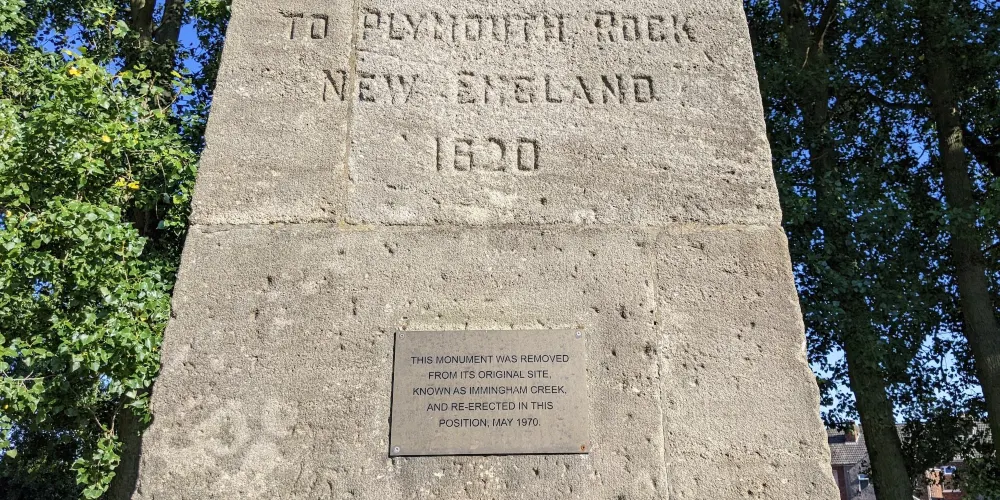 TO PLYMOUTH ROCK
NEW ENGLAND
1620
THIS MONUMENT WAS REMOVED
FROM ITS ORIGINAL SITE,
KNOWN AS IMMINGHAM CREEK,
AND RE-ERECTED IN THIS
POSITION, MAY 1970.